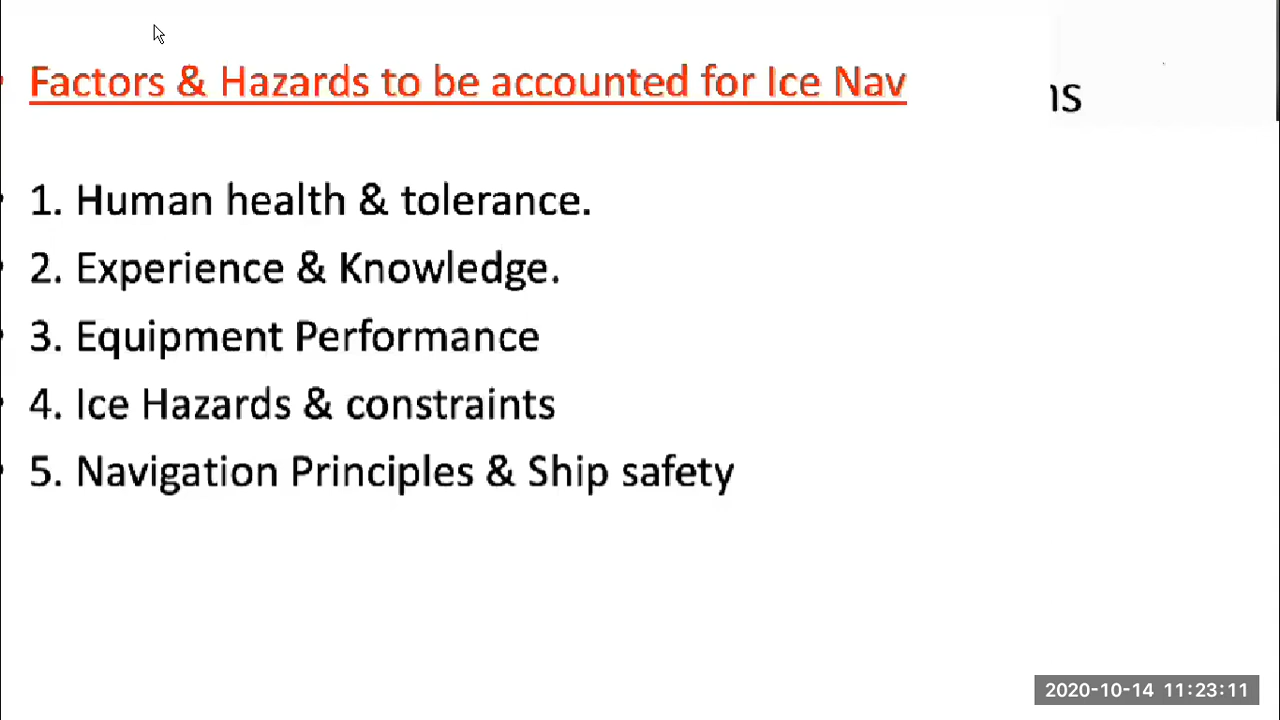 Factors & Hazards to be accounted for Ice Nav
1. Human health & tolerance.
2. Experience & Knowledge.
3. Equipment Performance
4. Ice Hazards & constraints
5. Navigation Principles & Ship safety
2020-10-14 11:23:11